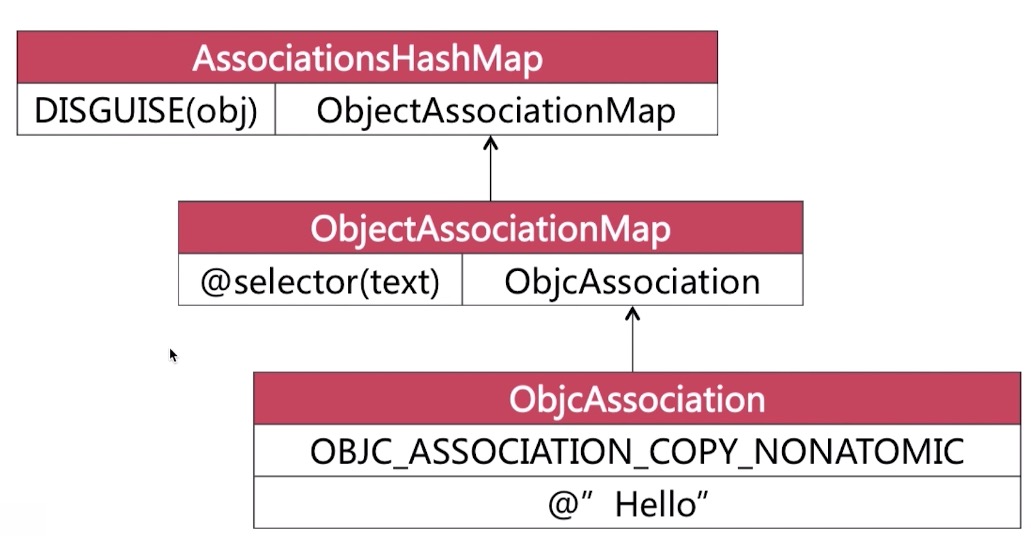 AssociationsHashMap
DISGUISE(obj) ObjectAssociationMap
ObjectAssociationMap
@selector(text) ObjcAssociation
ObjcAssociation
OBJC_ASSOCIATION_COPY_NONATOMIC
@” Hello”